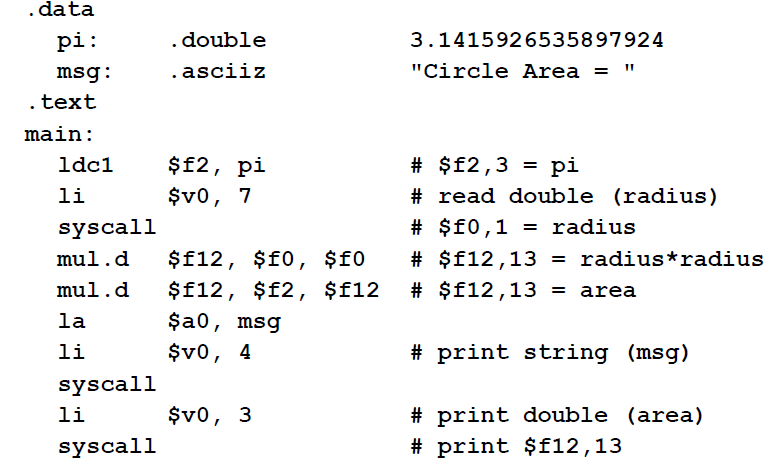 .data
pi: .double 3.1415926535897924
msg: .asciiz "Circle Area = "
.text
main:
ldc1 $f2, pi # $f2,3 = pi
li $v0, 7 # read double (radius)
syscall # $f0,1 = radius
mul.d $f12, $f0, $f0 # $f12,13 = radius*radius
mul.d $f12, $f2, $f12 # $f12,13 = area
la $a0, msg
li $v0, 4 # print string (msg)
syscall
li $v0, 3 # print double (area)
syscall # print $f12,13